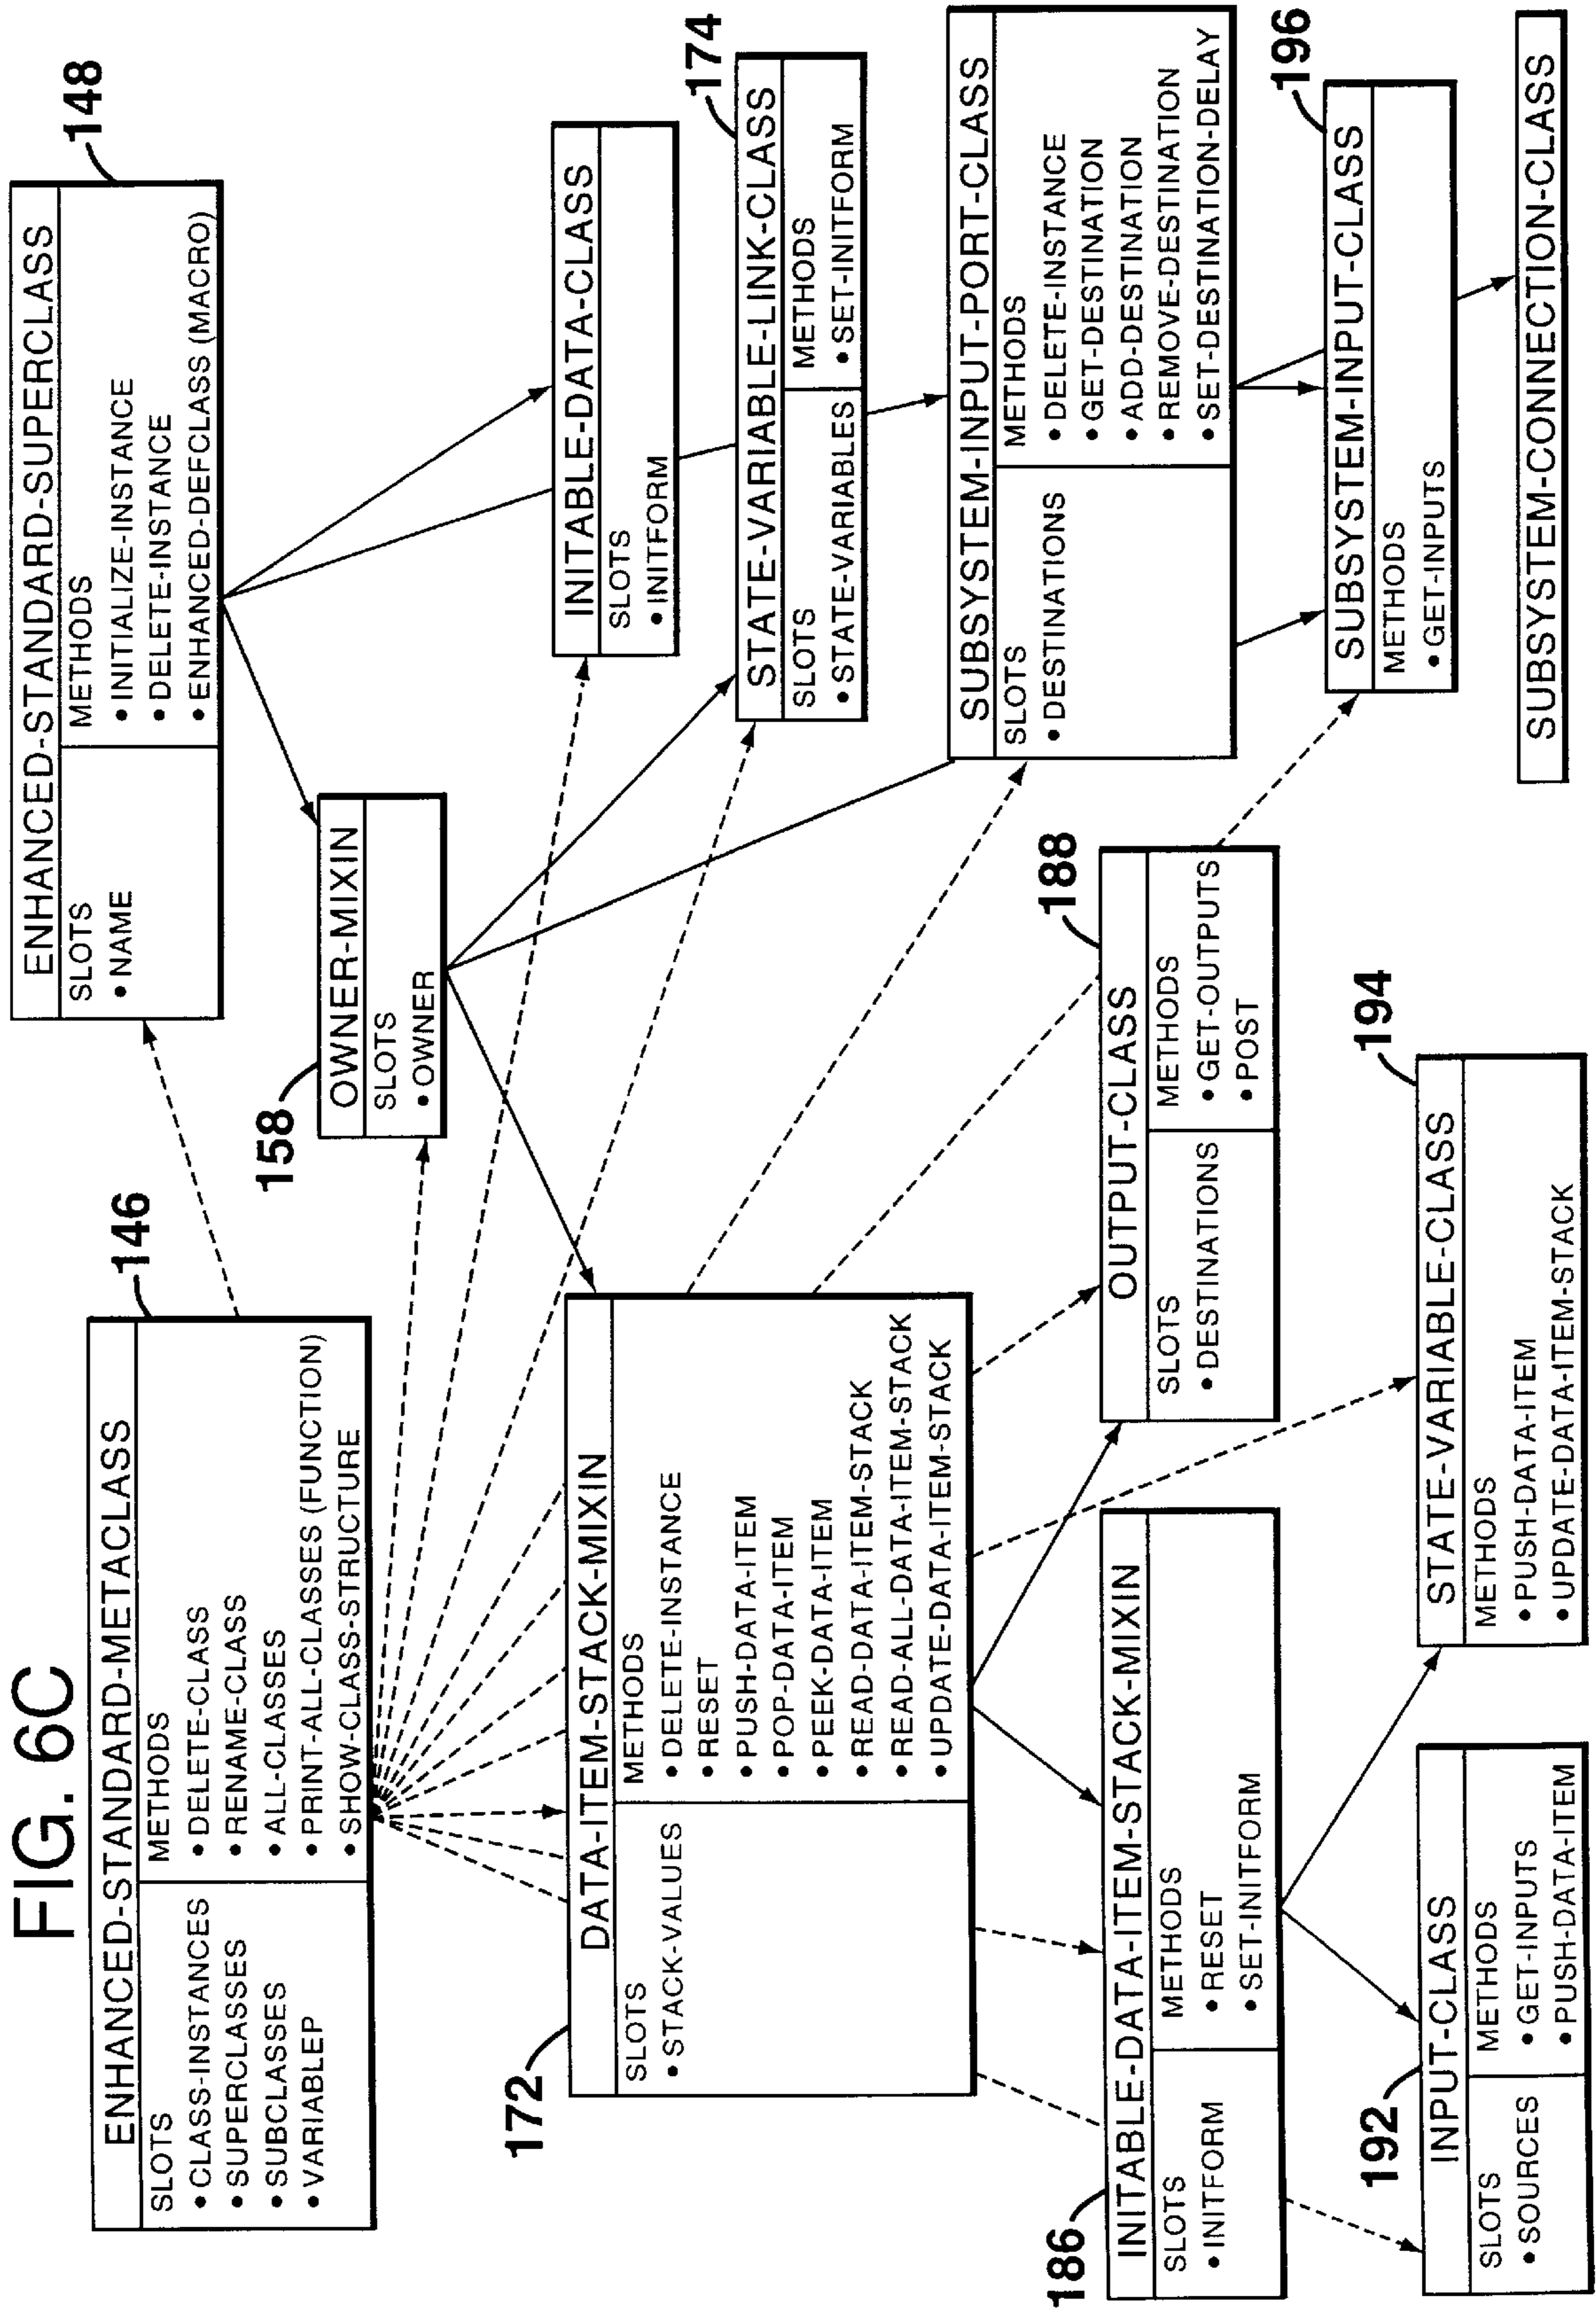 FIG. 6C
ENHANCED-STANDARD-METACLASS
SLOTS
• CLASS-INSTANCES
• SUPERCLASSES
• SUBCLASSES
• VARIABLEP
METHODS
• DELETE-CLASS
• RENAME-CLASS
• ALL-CLASSES
• PRINT-ALL-CLASSES (FUNCTION)
• SHOW-CLASS-STRUCTURE
146
ENHANCED-STANDARD-SUPERCLASS
SLOTS
• NAME
METHODS
• INITIALIZE-INSTANCE
• DELETE-INSTANCE
• ENHANCED-DEFCLASS (MACRO)
148
158
OWNER-MIXIN
SLOTS
• OWNER
INITABLE-DATA-CLASS
SLOTS
• INITFORM
172
DATA-ITEM-STACK-MIXIN
SLOTS
• STACK-VALUES
METHODS
• DELETE-INSTANCE
• RESET
• PUSH-DATA-ITEM
• POP-DATA-ITEM
• PEEK-DATA-ITEM
• READ-DATA-ITEM-STACK
• READ-ALL-DATA-ITEM-STACK
• UPDATE-DATA-ITEM-STACK
174
STATE-VARIABLE-LINK-CLASS
SLOTS
• STATE-VARIABLES
METHODS
• SET-INITFORM
SUBSYSTEM-INPUT-PORT-CLASS
SLOTS
• DESTINATIONS
METHODS
• DELETE-INSTANCE
• GET-DESTINATION
• ADD-DESTINATION
• REMOVE-DESTINATION
• SET-DESTINATION-DELAY
186
INITABLE-DATA-ITEM-STACK-MIXIN
SLOTS
• INITFORM
METHODS
• RESET
• SET-INITFORM
188
OUTPUT-CLASS
SLOTS
• DESTINATIONS
METHODS
• GET-OUTPUTS
• POST
196
SUBSYSTEM-INPUT-CLASS
METHODS
• GET-INPUTS
192
INPUT-CLASS
SLOTS
• SOURCES
METHODS
• GET-INPUTS
• PUSH-DATA-ITEM
194
STATE-VARIABLE-CLASS
METHODS
• PUSH-DATA-ITEM
• UPDATE-DATA-ITEM-STACK
SUBSYSTEM-CONNECTION-CLASS